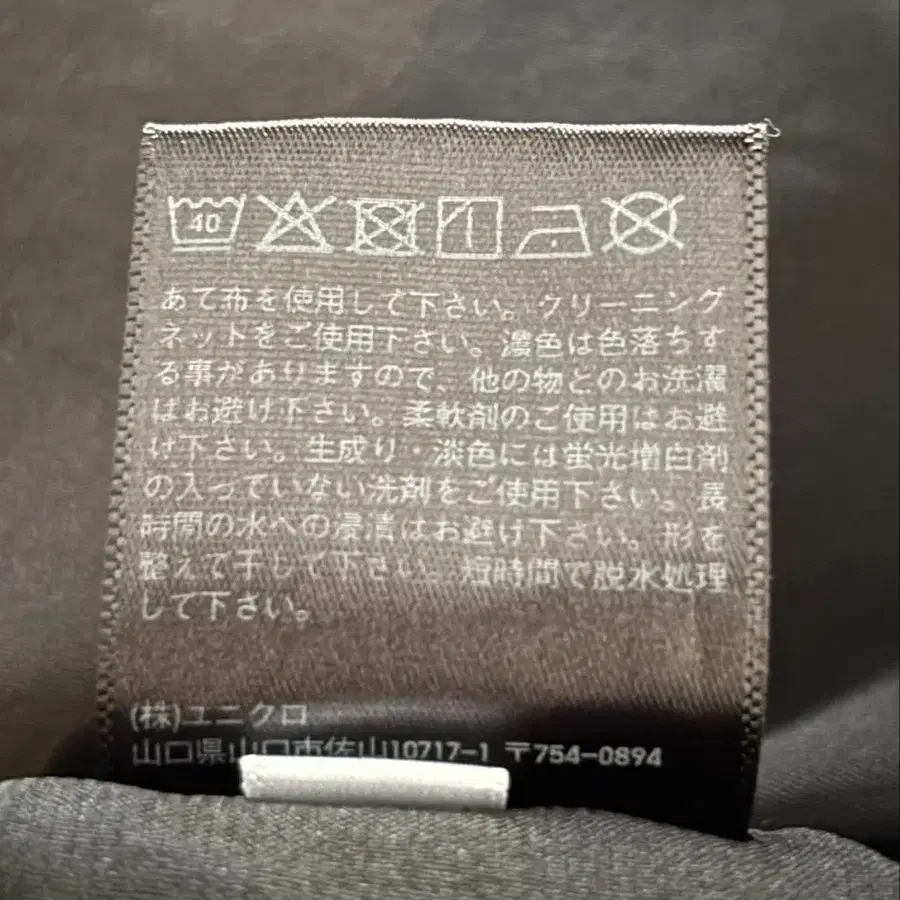 40
あて布を使用して下さい。クリーニング
ネットをご使用下さい。濃色は色落ちす
る事がありますので、他の物とのお洗濯
はお避け下さい。柔軟剤のご使用はお避
け下さい。生成り・淡色には蛍光増白剤
の入っていない洗剤をご使用下さい。長
時間の水への浸漬はお避け下さい。形を
整えて干して下さい。短時間で脱水処理
して下さい。
(株)ユニクロ
山口県山口市佐山10717-1 〒754-0894